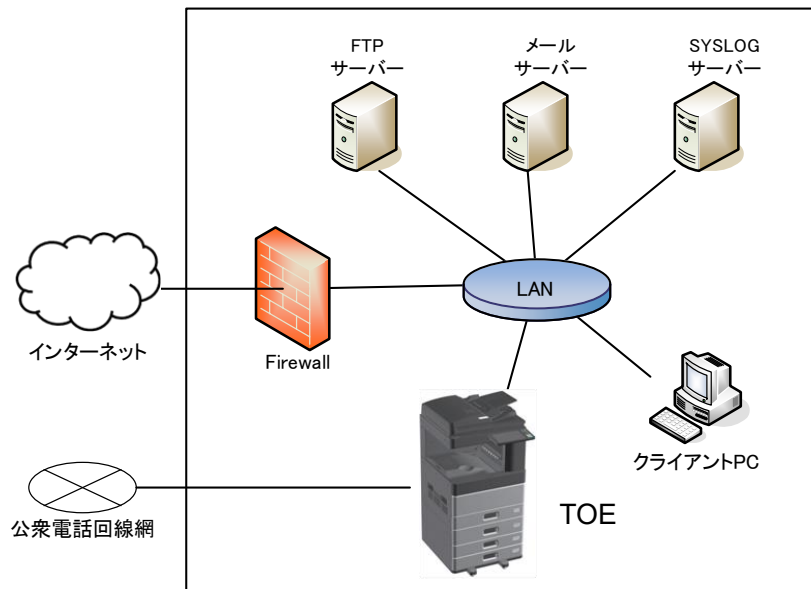 FTP
サーバー
メール
サーバー
SYSLOG
サーバー
LAN
インターネット
Firewall
クライアントPC
TOE
公衆電話回線網